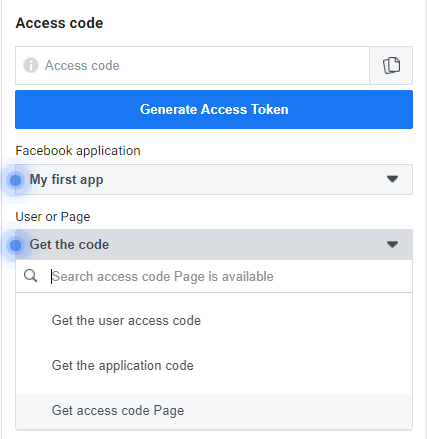 Access code
Access code
Generate Access Token
Facebook application
My first app
User or Page
Get the code
Search access code Page is available
Get the user access code
Get the application code
Get access code Page